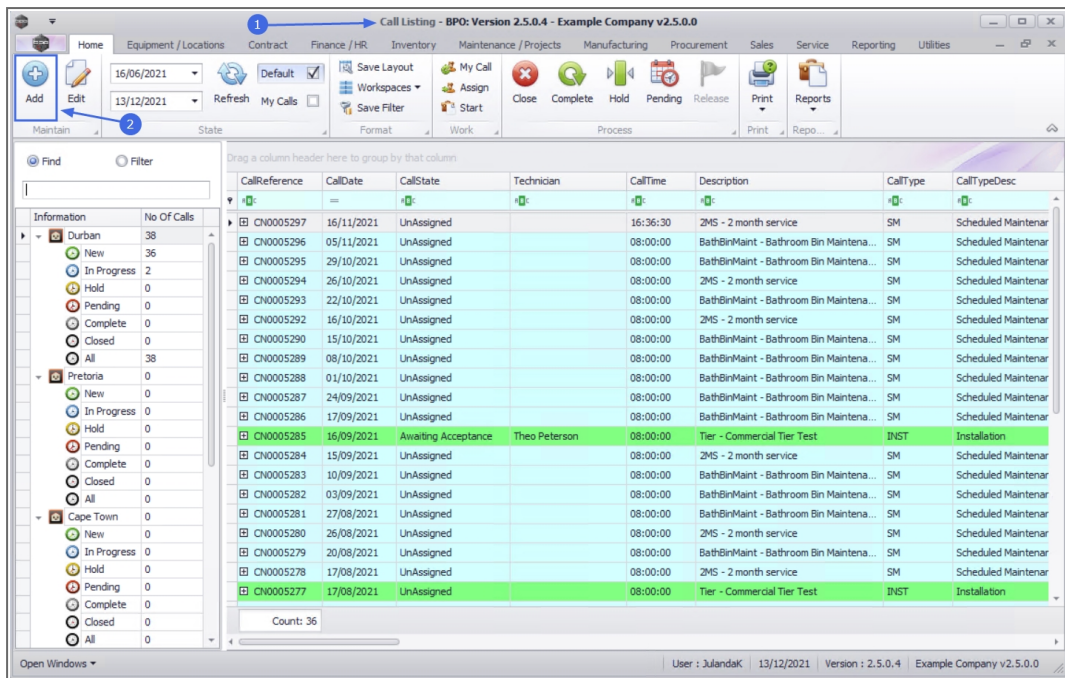 1
Call Listing - BPO: Version 2.5.0.4 - Example Company v2.5.0.0
Home Equipment / Locations Contract Finance / HR Inventory Maintenance / Projects Manufacturing Procurement Sales Service Reporting Utilities
Add Edit 16/06/2021 13/12/2021 Refresh Default My Calls Save Layout Workspaces Save Filter My Call Assign Start Close Complete Hold Pending Release Print Reports
2
Maintain State Format Work Process Print Repo...
Find Filter
Drag a column header here to group by that column
Information No Of Calls
Durban 38
New 36
In Progress 2
Hold 0
Pending 0
Complete 0
Closed 0
All 38
Pretoria 0
New 0
In Progress 0
Hold 0
Pending 0
Complete 0
Closed 0
All 0
Cape Town 0
New 0
In Progress 0
Hold 0
Pending 0
Complete 0
Closed 0
All 0
CallReference CallDate CallState Technician CallTime Description CallType CallTypeDesc
CN0005297 16/11/2021 UnAssigned 16:36:30 2MS - 2 month service SM Scheduled Maintenar
CN0005296 05/11/2021 UnAssigned 08:00:00 BathBinMaint - Bathroom Bin Maintena... SM Scheduled Maintenar
CN0005295 29/10/2021 UnAssigned 08:00:00 BathBinMaint - Bathroom Bin Maintena... SM Scheduled Maintenar
CN0005294 26/10/2021 UnAssigned 08:00:00 2MS - 2 month service SM Scheduled Maintenar
CN0005293 22/10/2021 UnAssigned 08:00:00 BathBinMaint - Bathroom Bin Maintena... SM Scheduled Maintenar
CN0005292 16/10/2021 UnAssigned 08:00:00 2MS - 2 month service SM Scheduled Maintenar
CN0005290 15/10/2021 UnAssigned 08:00:00 BathBinMaint - Bathroom Bin Maintena... SM Scheduled Maintenar
CN0005289 08/10/2021 UnAssigned 08:00:00 BathBinMaint - Bathroom Bin Maintena... SM Scheduled Maintenar
CN0005288 01/10/2021 UnAssigned 08:00:00 BathBinMaint - Bathroom Bin Maintena... SM Scheduled Maintenar
CN0005287 24/09/2021 UnAssigned 08:00:00 BathBinMaint - Bathroom Bin Maintena... SM Scheduled Maintenar
CN0005286 17/09/2021 UnAssigned 08:00:00 BathBinMaint - Bathroom Bin Maintena... SM Scheduled Maintenar
CN0005285 16/09/2021 Awaiting Acceptance Theo Peterson 08:00:00 Tier - Commercial Tier Test INST Installation
CN0005284 15/09/2021 UnAssigned 08:00:00 2MS - 2 month service SM Scheduled Maintenar
CN0005283 10/09/2021 UnAssigned 08:00:00 BathBinMaint - Bathroom Bin Maintena... SM Scheduled Maintenar
CN0005282 03/09/2021 UnAssigned 08:00:00 BathBinMaint - Bathroom Bin Maintena... SM Scheduled Maintenar
CN0005281 27/08/2021 UnAssigned 08:00:00 BathBinMaint - Bathroom Bin Maintena... SM Scheduled Maintenar
CN0005280 26/08/2021 UnAssigned 08:00:00 2MS - 2 month service SM Scheduled Maintenar
CN0005279 20/08/2021 UnAssigned 08:00:00 BathBinMaint - Bathroom Bin Maintena... SM Scheduled Maintenar
CN0005278 17/08/2021 UnAssigned 08:00:00 2MS - 2 month service SM Scheduled Maintenar
CN0005277 17/08/2021 UnAssigned 08:00:00 Tier - Commercial Tier Test INST Installation
Count: 36
Open Windows User : JulandaK 13/12/2021 Version : 2.5.0.4 Example Company v2.5.0.0